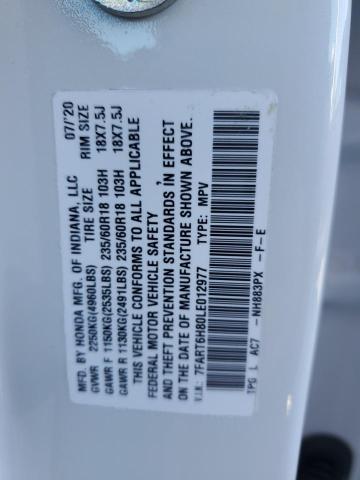 MFD. BY HONDA MFG. OF INDIANA, LLC 07/'20
GVWR 2250KG(4960LBS) TIRE SIZE RIM SIZE
GAWR F 1150KG(2535LBS) 235/60R18 103H 18X7.5J
GAWR R 1130KG(2491LBS) 235/60R18 103H 18X7.5J
THIS VEHICLE CONFORMS TO ALL APPLICABLE
FEDERAL MOTOR VEHICLE SAFETY
AND THEFT PREVENTION STANDARDS IN EFFECT
ON THE DATE OF MANUFACTURE SHOWN ABOVE.
V.I.N.: 7FART6H80LE012977 TYPE: MPV
TPG L AC7 -NH883PX -F-E